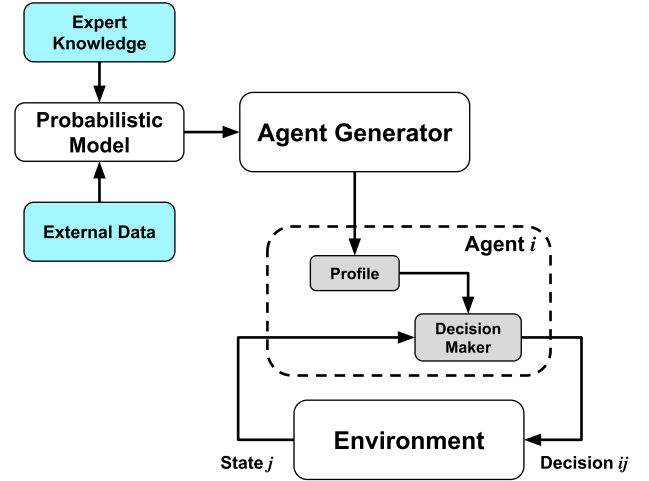 Expert
Knowledge
Probabilistic
Model
Agent Generator
External Data
Agent i
Profile
Decision
Maker
Environment
State j
Decision ij